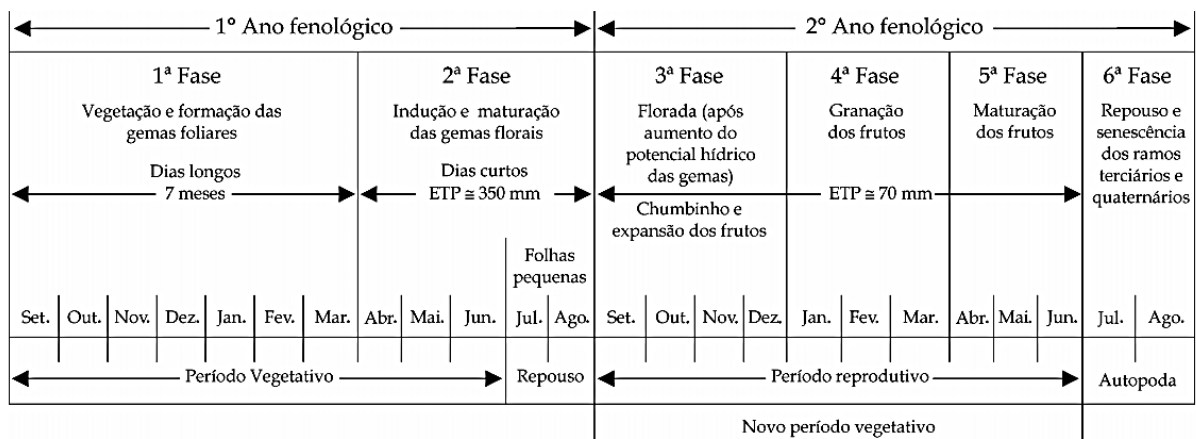 1º Ano fenológico
2º Ano fenológico
1ª Fase
Vegetação e formação das
gemas foliares
Dias longos
7 meses
2ª Fase
Indução e maturação
das gemas florais
Dias curtos
ETP ≅ 350 mm
Folhas
pequenas
3ª Fase
Florada (após
aumento do
potencial hídrico
das gemas)
Chumbinho e
expansão dos frutos
4ª Fase
Granação
dos frutos
ETP ≅ 70 mm
5ª Fase
Maturação
dos frutos
6ª Fase
Repouso e
senescência
dos ramos
terciários e
quaternários
Set. Out. Nov. Dez. Jan. Fev. Mar. Abr. Mai. Jun. Jul. Ago. Set. Out. Nov. Dez. Jan. Fev. Mar. Abr. Mai. Jun. Jul. Ago.
Período Vegetativo Repouso Período reprodutivo Autopoda
Novo período vegetativo